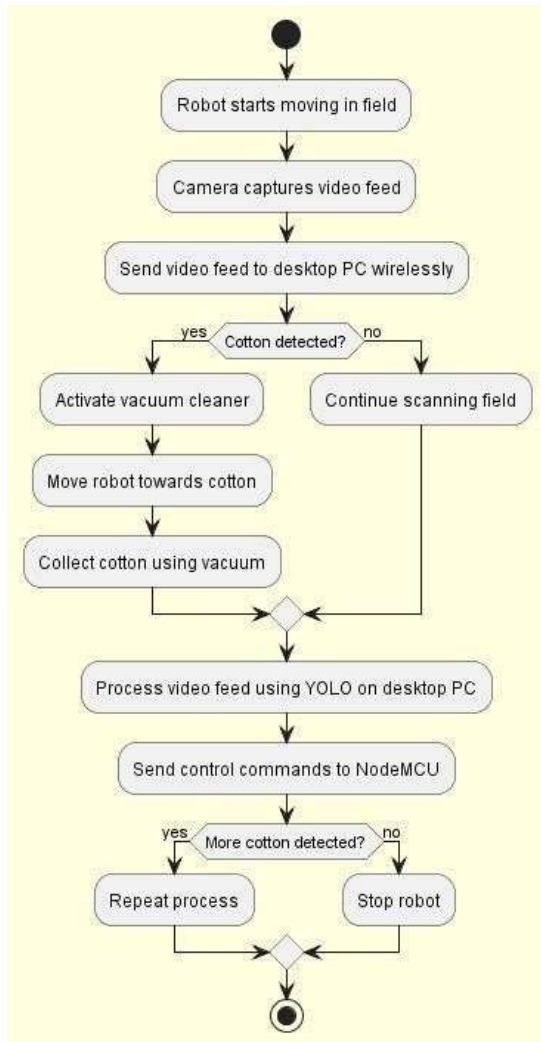 Robot starts moving in field
Camera captures video feed
Send video feed to desktop PC wirelessly
yes
Cotton detected?
no
Activate vacuum cleaner
Continue scanning field
Move robot towards cotton
Collect cotton using vacuum
Process video feed using YOLO on desktop PC
Send control commands to NodeMCU
yes
More cotton detected?
no
Repeat process
Stop robot